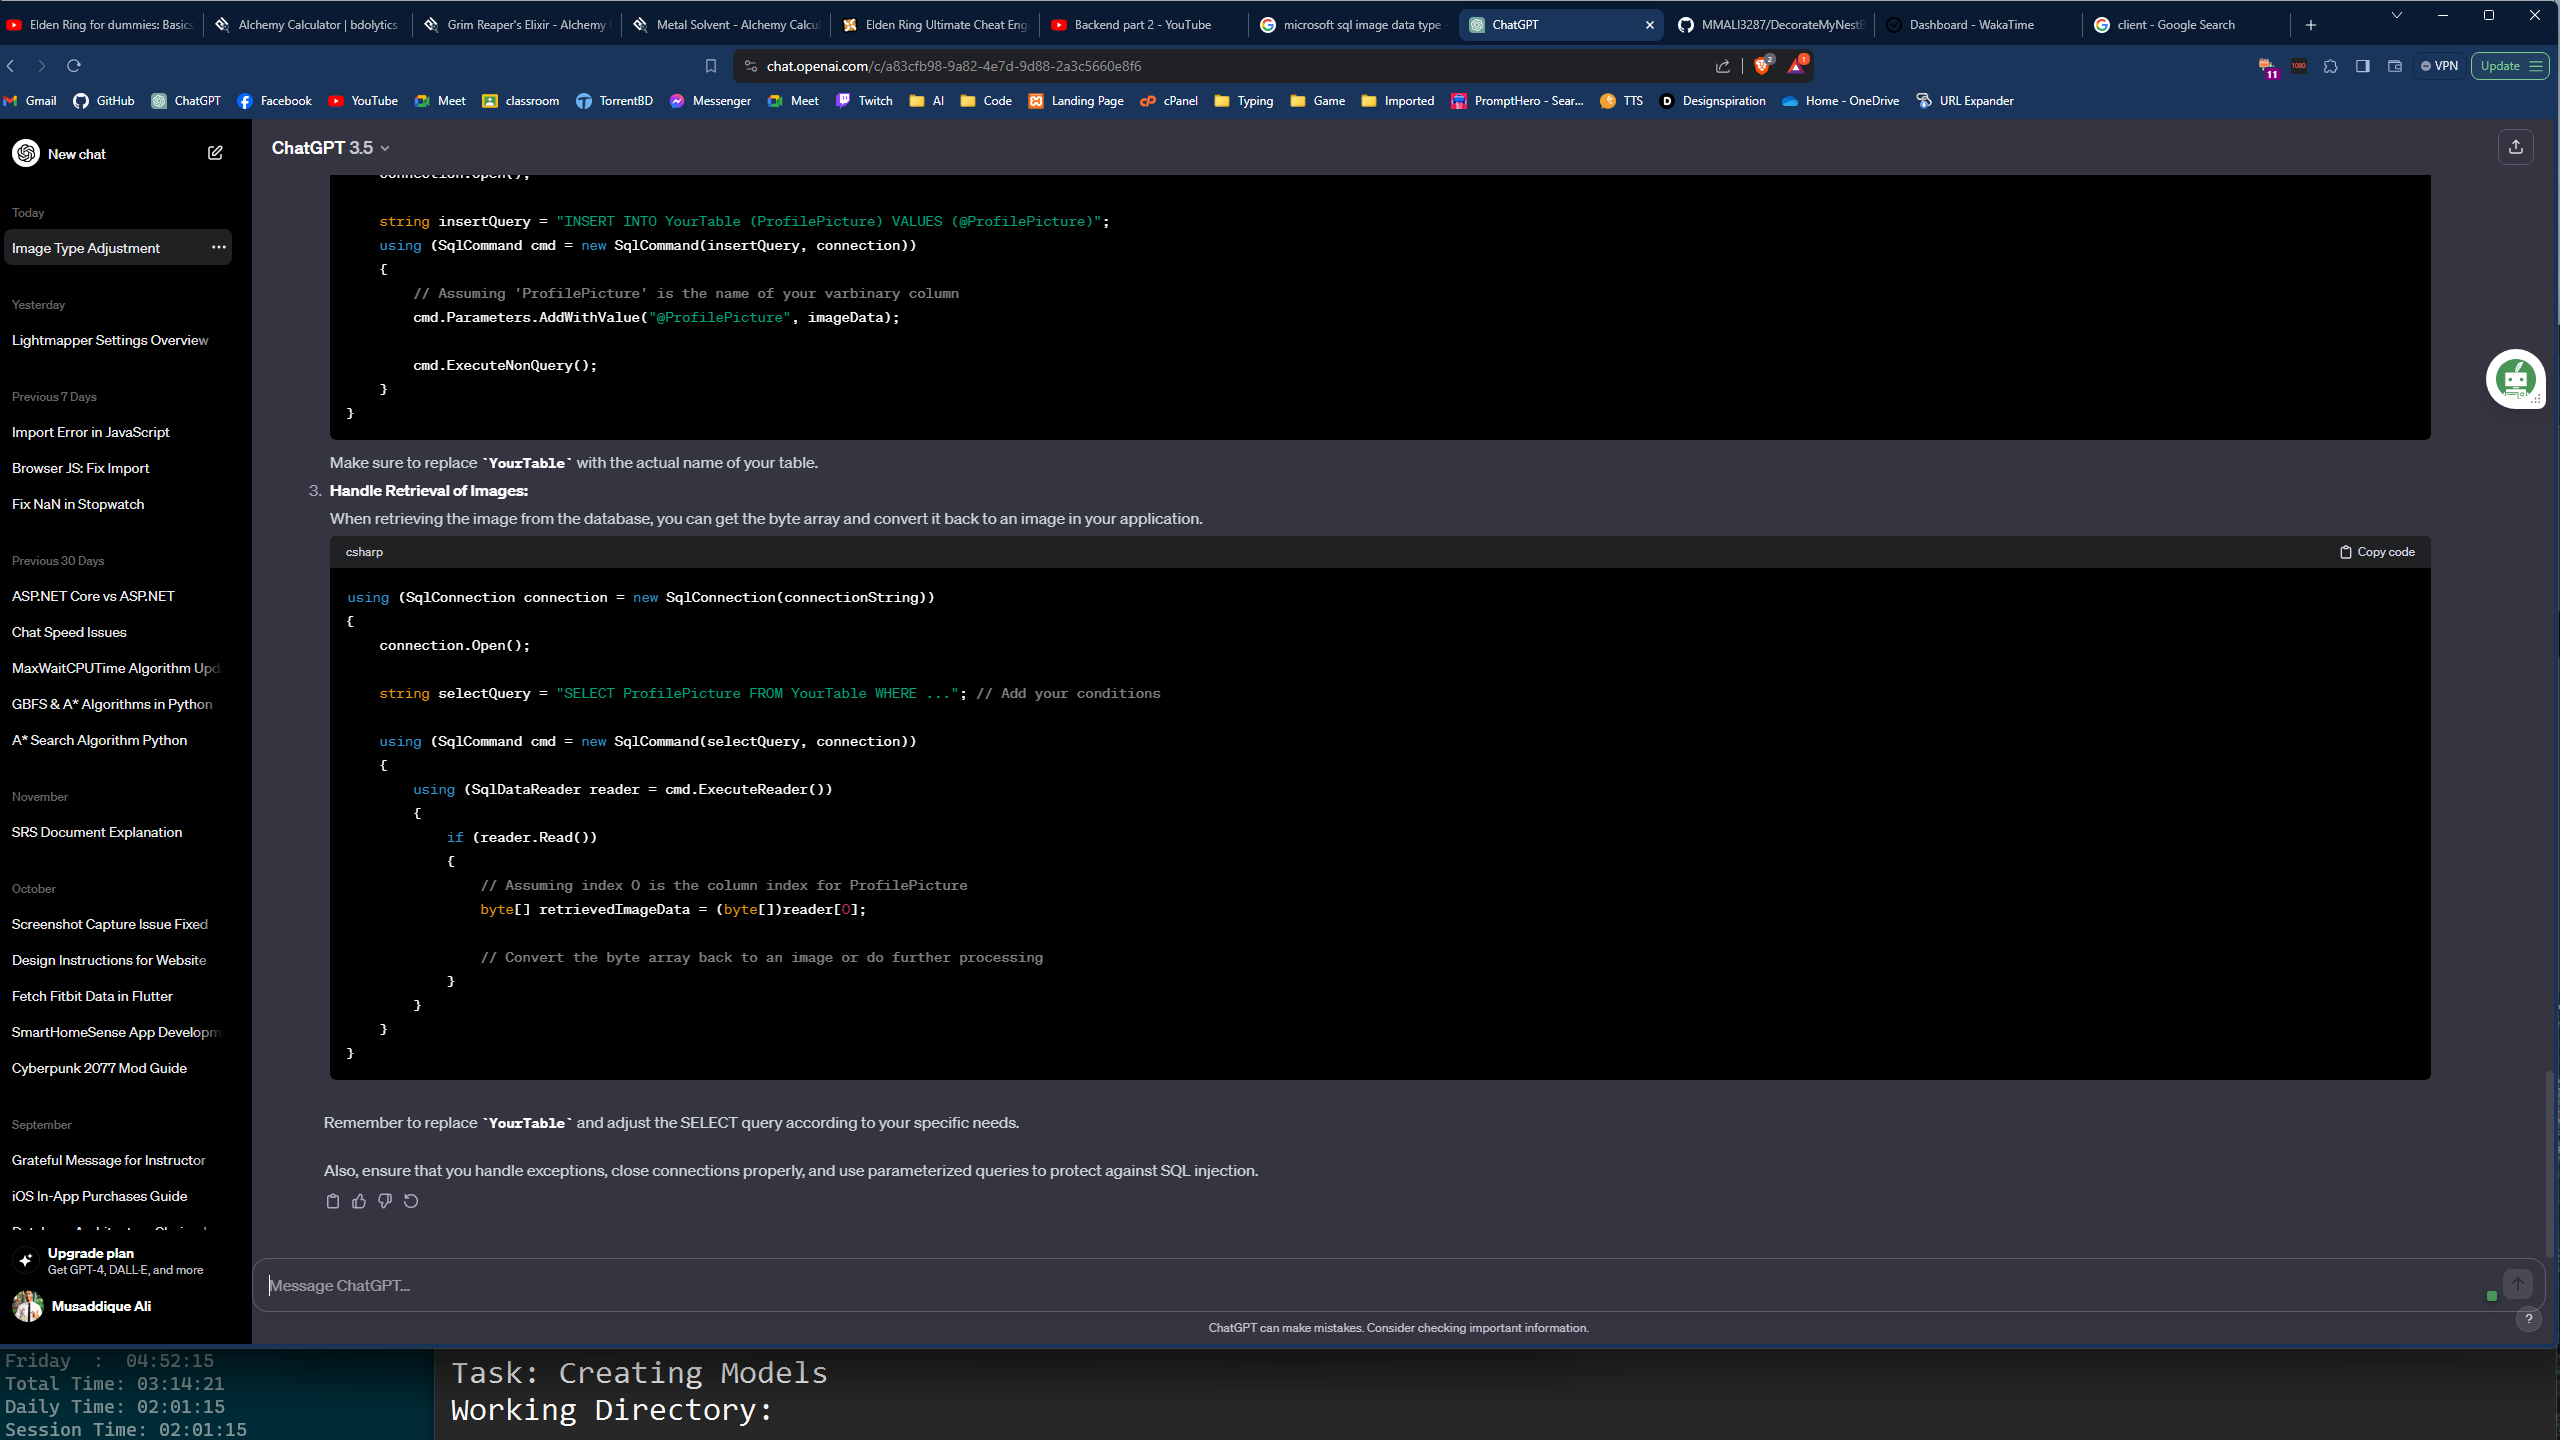 Elden Ring for dummies: Basics
Alchemy Calculator | bdolytics
Grim Reaper's Elixir - Alchemy
Metal Solvent - Alchemy Calcul
Elden Ring Ultimate Cheat Engi
Backend part 2 - YouTube
microsoft sql image data type
ChatGPT
MMALI3287/DecorateMyNestB
Dashboard - WakaTime
client - Google Search
chat.openai.com/c/a83cfb98-9a82-4e7d-9d88-2a3c5660e8f6
2
1
11
1080
VPN
Update
Gmail
GitHub
ChatGPT
Facebook
YouTube
Meet
classroom
TorrentBD
Messenger
Meet
Twitch
AI
Code
Landing Page
cPanel
Typing
Game
Imported
PromptHero - Sear...
TTS
Designspiration
Home - OneDrive
URL Expander
New chat
Today
Image Type Adjustment
Yesterday
Lightmapper Settings Overview
Previous 7 Days
Import Error in JavaScript
Browser JS: Fix Import
Fix NaN in Stopwatch
Previous 30 Days
ASP.NET Core vs ASP.NET
Chat Speed Issues
MaxWaitCPUTime Algorithm Upd
GBFS & A* Algorithms in Python
A* Search Algorithm Python
November
SRS Document Explanation
October
Screenshot Capture Issue Fixed
Design Instructions for Website
Fetch Fitbit Data in Flutter
SmartHomeSense App Developm
Cyberpunk 2077 Mod Guide
September
Grateful Message for Instructor
iOS In-App Purchases Guide
Upgrade plan
Get GPT-4, DALL·E, and more
Musaddique Ali
ChatGPT 3.5
connection.Open();
string insertQuery = "INSERT INTO YourTable (ProfilePicture) VALUES (@ProfilePicture)";
using (SqlCommand cmd = new SqlCommand(insertQuery, connection))
{
// Assuming 'ProfilePicture' is the name of your varbinary column
cmd.Parameters.AddWithValue("@ProfilePicture", imageData);
cmd.ExecuteNonQuery();
}
}
Make sure to replace `YourTable` with the actual name of your table.
3. Handle Retrieval of Images:
When retrieving the image from the database, you can get the byte array and convert it back to an image in your application.
csharp
Copy code
using (SqlConnection connection = new SqlConnection(connectionString))
{
connection.Open();
string selectQuery = "SELECT ProfilePicture FROM YourTable WHERE ..."; // Add your conditions
using (SqlCommand cmd = new SqlCommand(selectQuery, connection))
{
using (SqlDataReader reader = cmd.ExecuteReader())
{
if (reader.Read())
{
// Assuming index 0 is the column index for ProfilePicture
byte[] retrievedImageData = (byte[])reader[0];
// Convert the byte array back to an image or do further processing
}
}
}
}
Remember to replace `YourTable` and adjust the SELECT query according to your specific needs.
Also, ensure that you handle exceptions, close connections properly, and use parameterized queries to protect against SQL injection.
Message ChatGPT...
ChatGPT can make mistakes. Consider checking important information.
?
Friday : 04:52:15
Total Time: 03:14:21
Daily Time: 02:01:15
Session Time: 02:01:15
Task: Creating Models
Working Directory: